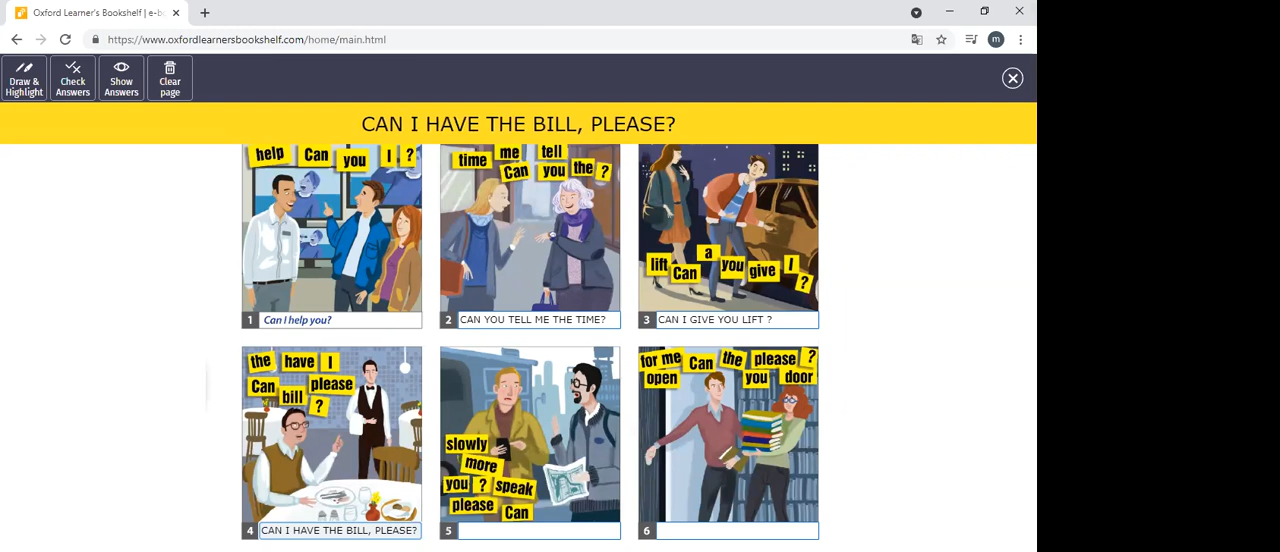 Oxford Learner's Bookshelf | e-b
https://www.oxfordlearnersbookshelf.com/home/main.html
m
Draw & Highlight
Check Answers
Show Answers
Clear page
CAN I HAVE THE BILL, PLEASE?
help Can you I ?
time me tell
Can you the ?
lift Can a you give I ?
1 Can I help you?
2 CAN YOU TELL ME THE TIME?
3 CAN I GIVE YOU LIFT ?
the have I
Can bill please
?
slowly
more
you ? speak
please Can
for me Can the please ?
open you door
4 CAN I HAVE THE BILL, PLEASE?
5
6